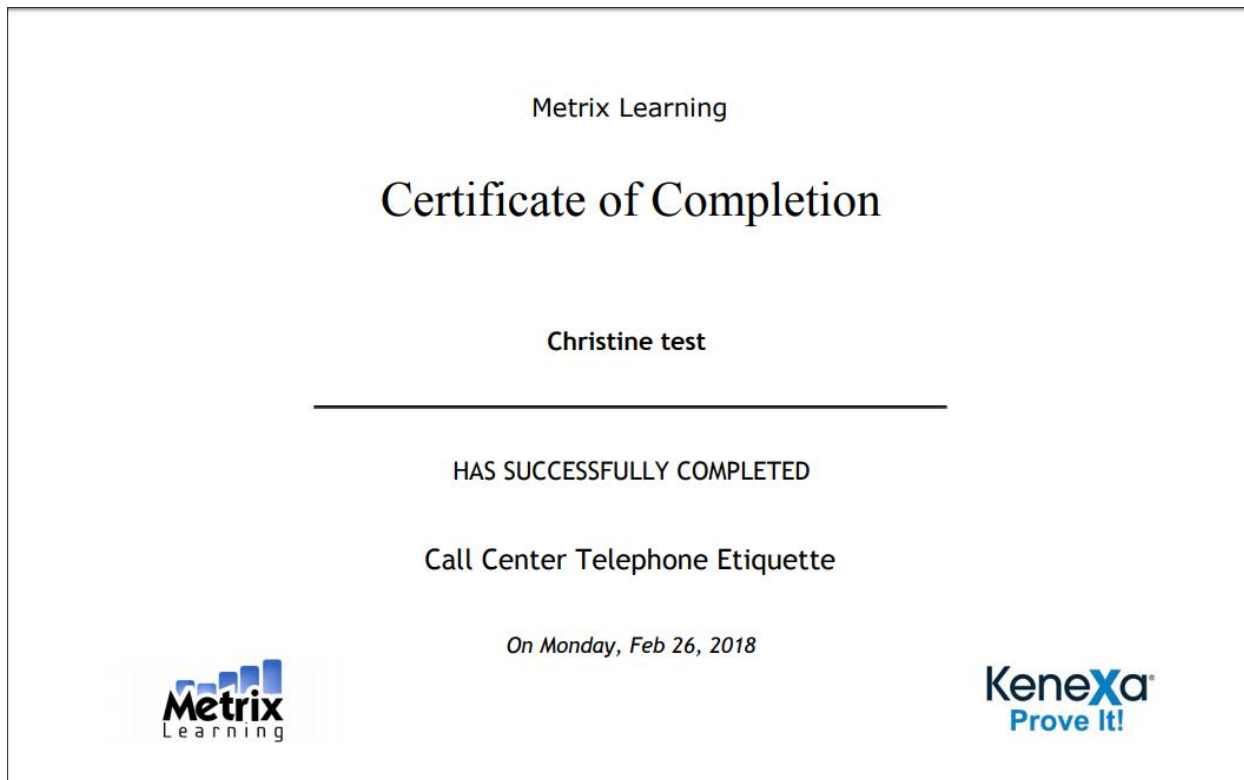 Metrix Learning
Certificate of Completion
Christine test
HAS SUCCESSFULLY COMPLETED
Call Center Telephone Etiquette
On Monday, Feb 26, 2018
Metrix
Learning
Kenexa®
Prove It!